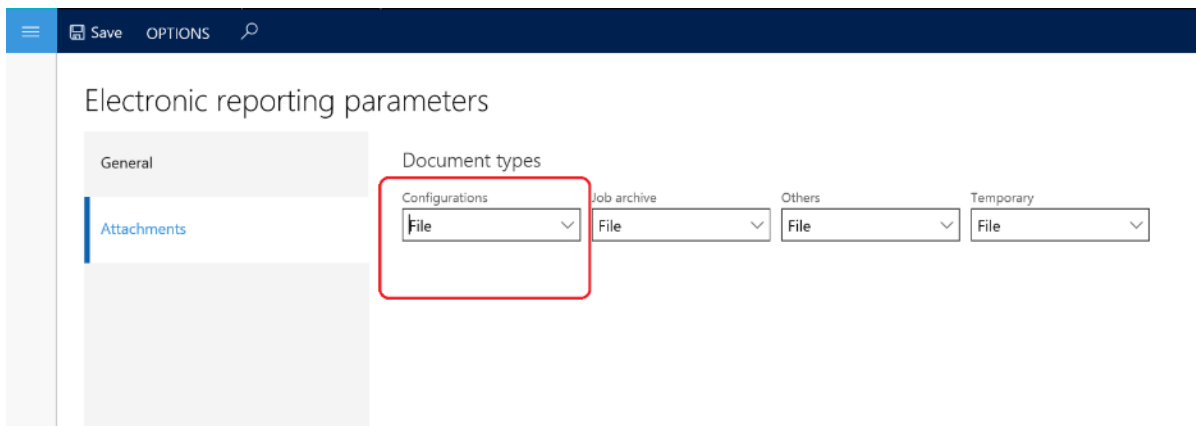 Save OPTIONS
Electronic reporting parameters
General
Attachments
Document types
Configurations Job archive Others Temporary
File File File File